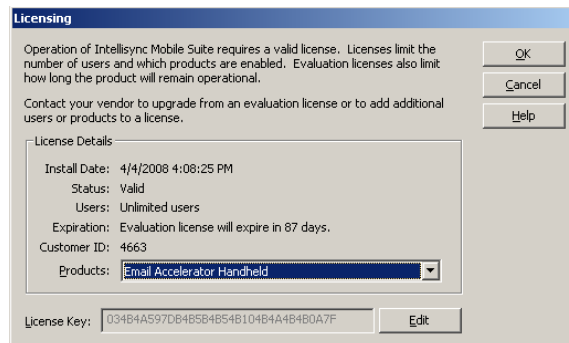 Licensing
Operation of Intellisync Mobile Suite requires a valid license. Licenses limit the
number of users and which products are enabled. Evaluation licenses also limit
how long the product will remain operational.
Contact your vendor to upgrade from an evaluation license or to add additional
users or products to a license.
OK
Cancel
Help
License Details
Install Date: 4/4/2008 4:08:25 PM
Status: Valid
Users: Unlimited users
Expiration: Evaluation license will expire in 87 days.
Customer ID: 4663
Products: Email Accelerator Handheld
License Key: 034B4A597DB4B5B4B54B104B4A4B4B0A7F
Edit